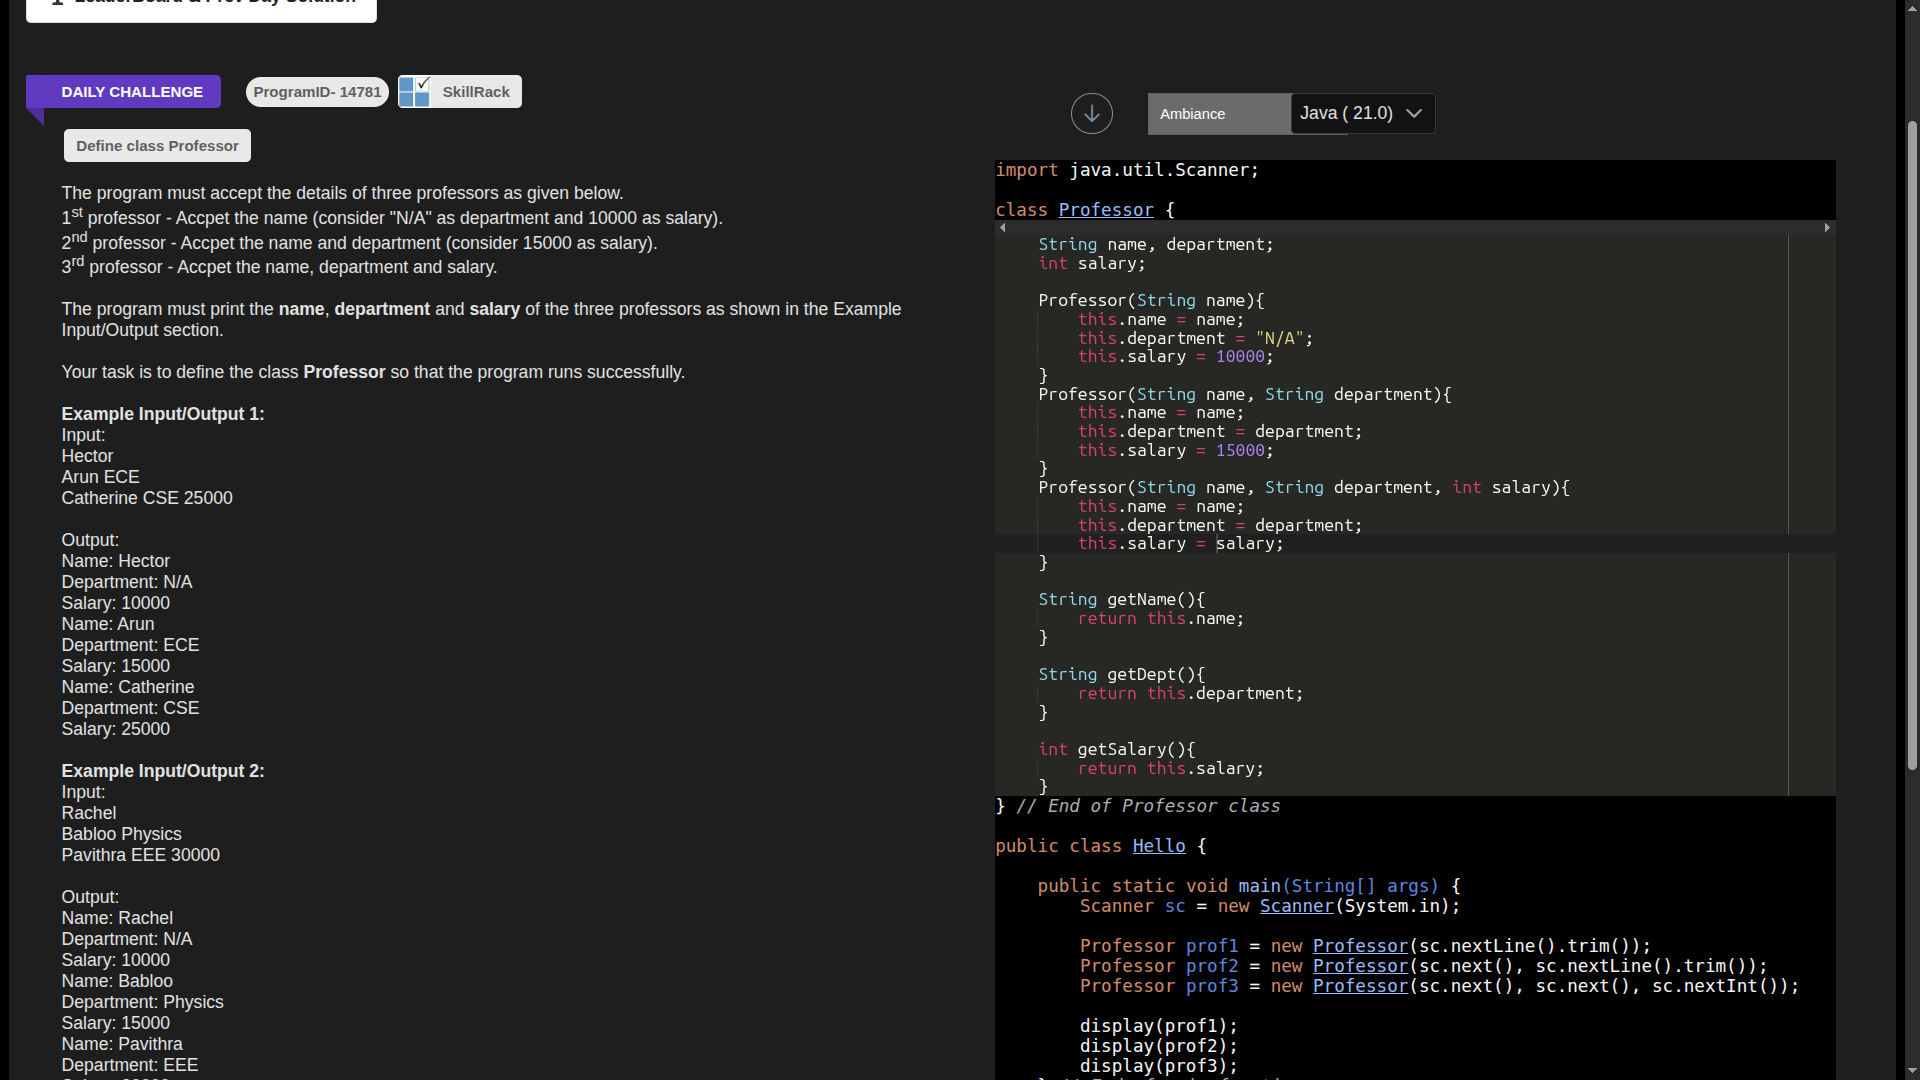 LeaderBoard & Prev Day Solution
DAILY CHALLENGE
ProgramID- 14781
SkillRack
Define class Professor
The program must accept the details of three professors as given below.
1st professor - Accpet the name (consider "N/A" as department and 10000 as salary).
2nd professor - Accpet the name and department (consider 15000 as salary).
3rd professor - Accpet the name, department and salary.
The program must print the name, department and salary of the three professors as shown in the Example
Input/Output section.
Your task is to define the class Professor so that the program runs successfully.
Example Input/Output 1:
Input:
Hector
Arun ECE
Catherine CSE 25000
Output:
Name: Hector
Department: N/A
Salary: 10000
Name: Arun
Department: ECE
Salary: 15000
Name: Catherine
Department: CSE
Salary: 25000
Example Input/Output 2:
Input:
Rachel
Babloo Physics
Pavithra EEE 30000
Output:
Name: Rachel
Department: N/A
Salary: 10000
Name: Babloo
Department: Physics
Salary: 15000
Name: Pavithra
Department: EEE
Ambiance
Java ( 21.0)
import java.util.Scanner;
class Professor {
String name, department;
int salary;
Professor(String name){
this.name = name;
this.department = "N/A";
this.salary = 10000;
}
Professor(String name, String department){
this.name = name;
this.department = department;
this.salary = 15000;
}
Professor(String name, String department, int salary){
this.name = name;
this.department = department;
this.salary = salary;
}
String getName(){
return this.name;
}
String getDept(){
return this.department;
}
int getSalary(){
return this.salary;
}
} // End of Professor class
public class Hello {
public static void main(String[] args) {
Scanner sc = new Scanner(System.in);
Professor prof1 = new Professor(sc.nextLine().trim());
Professor prof2 = new Professor(sc.next(), sc.nextLine().trim());
Professor prof3 = new Professor(sc.next(), sc.next(), sc.nextInt());
display(prof1);
display(prof2);
display(prof3);